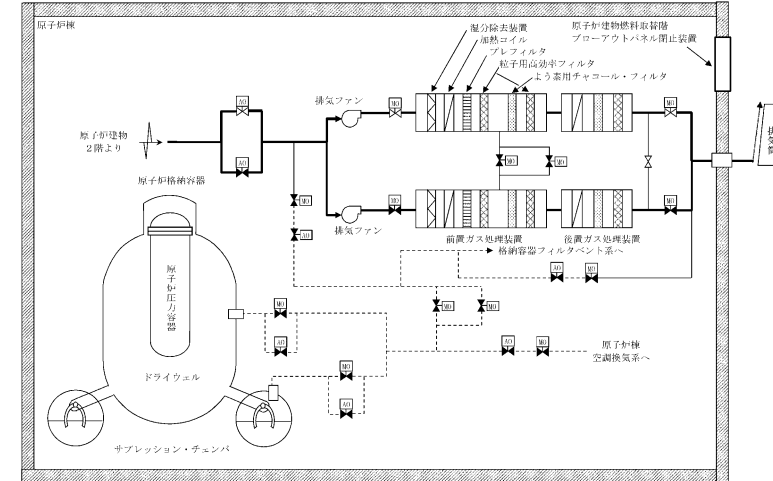 原子炉棟
湿分除去装置
加熱コイル
プレフィルタ
粒子用高効率フィルタ
よう素用チャコール・フィルタ
原子炉建物燃料取替階
ブローアウトパネル閉止装置
排気ファン
MO
MO
AO
原子炉建物
2階より
AO
MO
MO
排気筒
原子炉格納容器
MO
MO
MO
AO
排気ファン
前置ガス処理装置
後置ガス処理装置
格納容器フィルタベント系へ
AO
MO
原子炉圧力容器
MO
MO
MO
AO
AO
MO
原子炉棟
空調換気系へ
ドライウェル
MO
AO
サプレッション・チェンバ